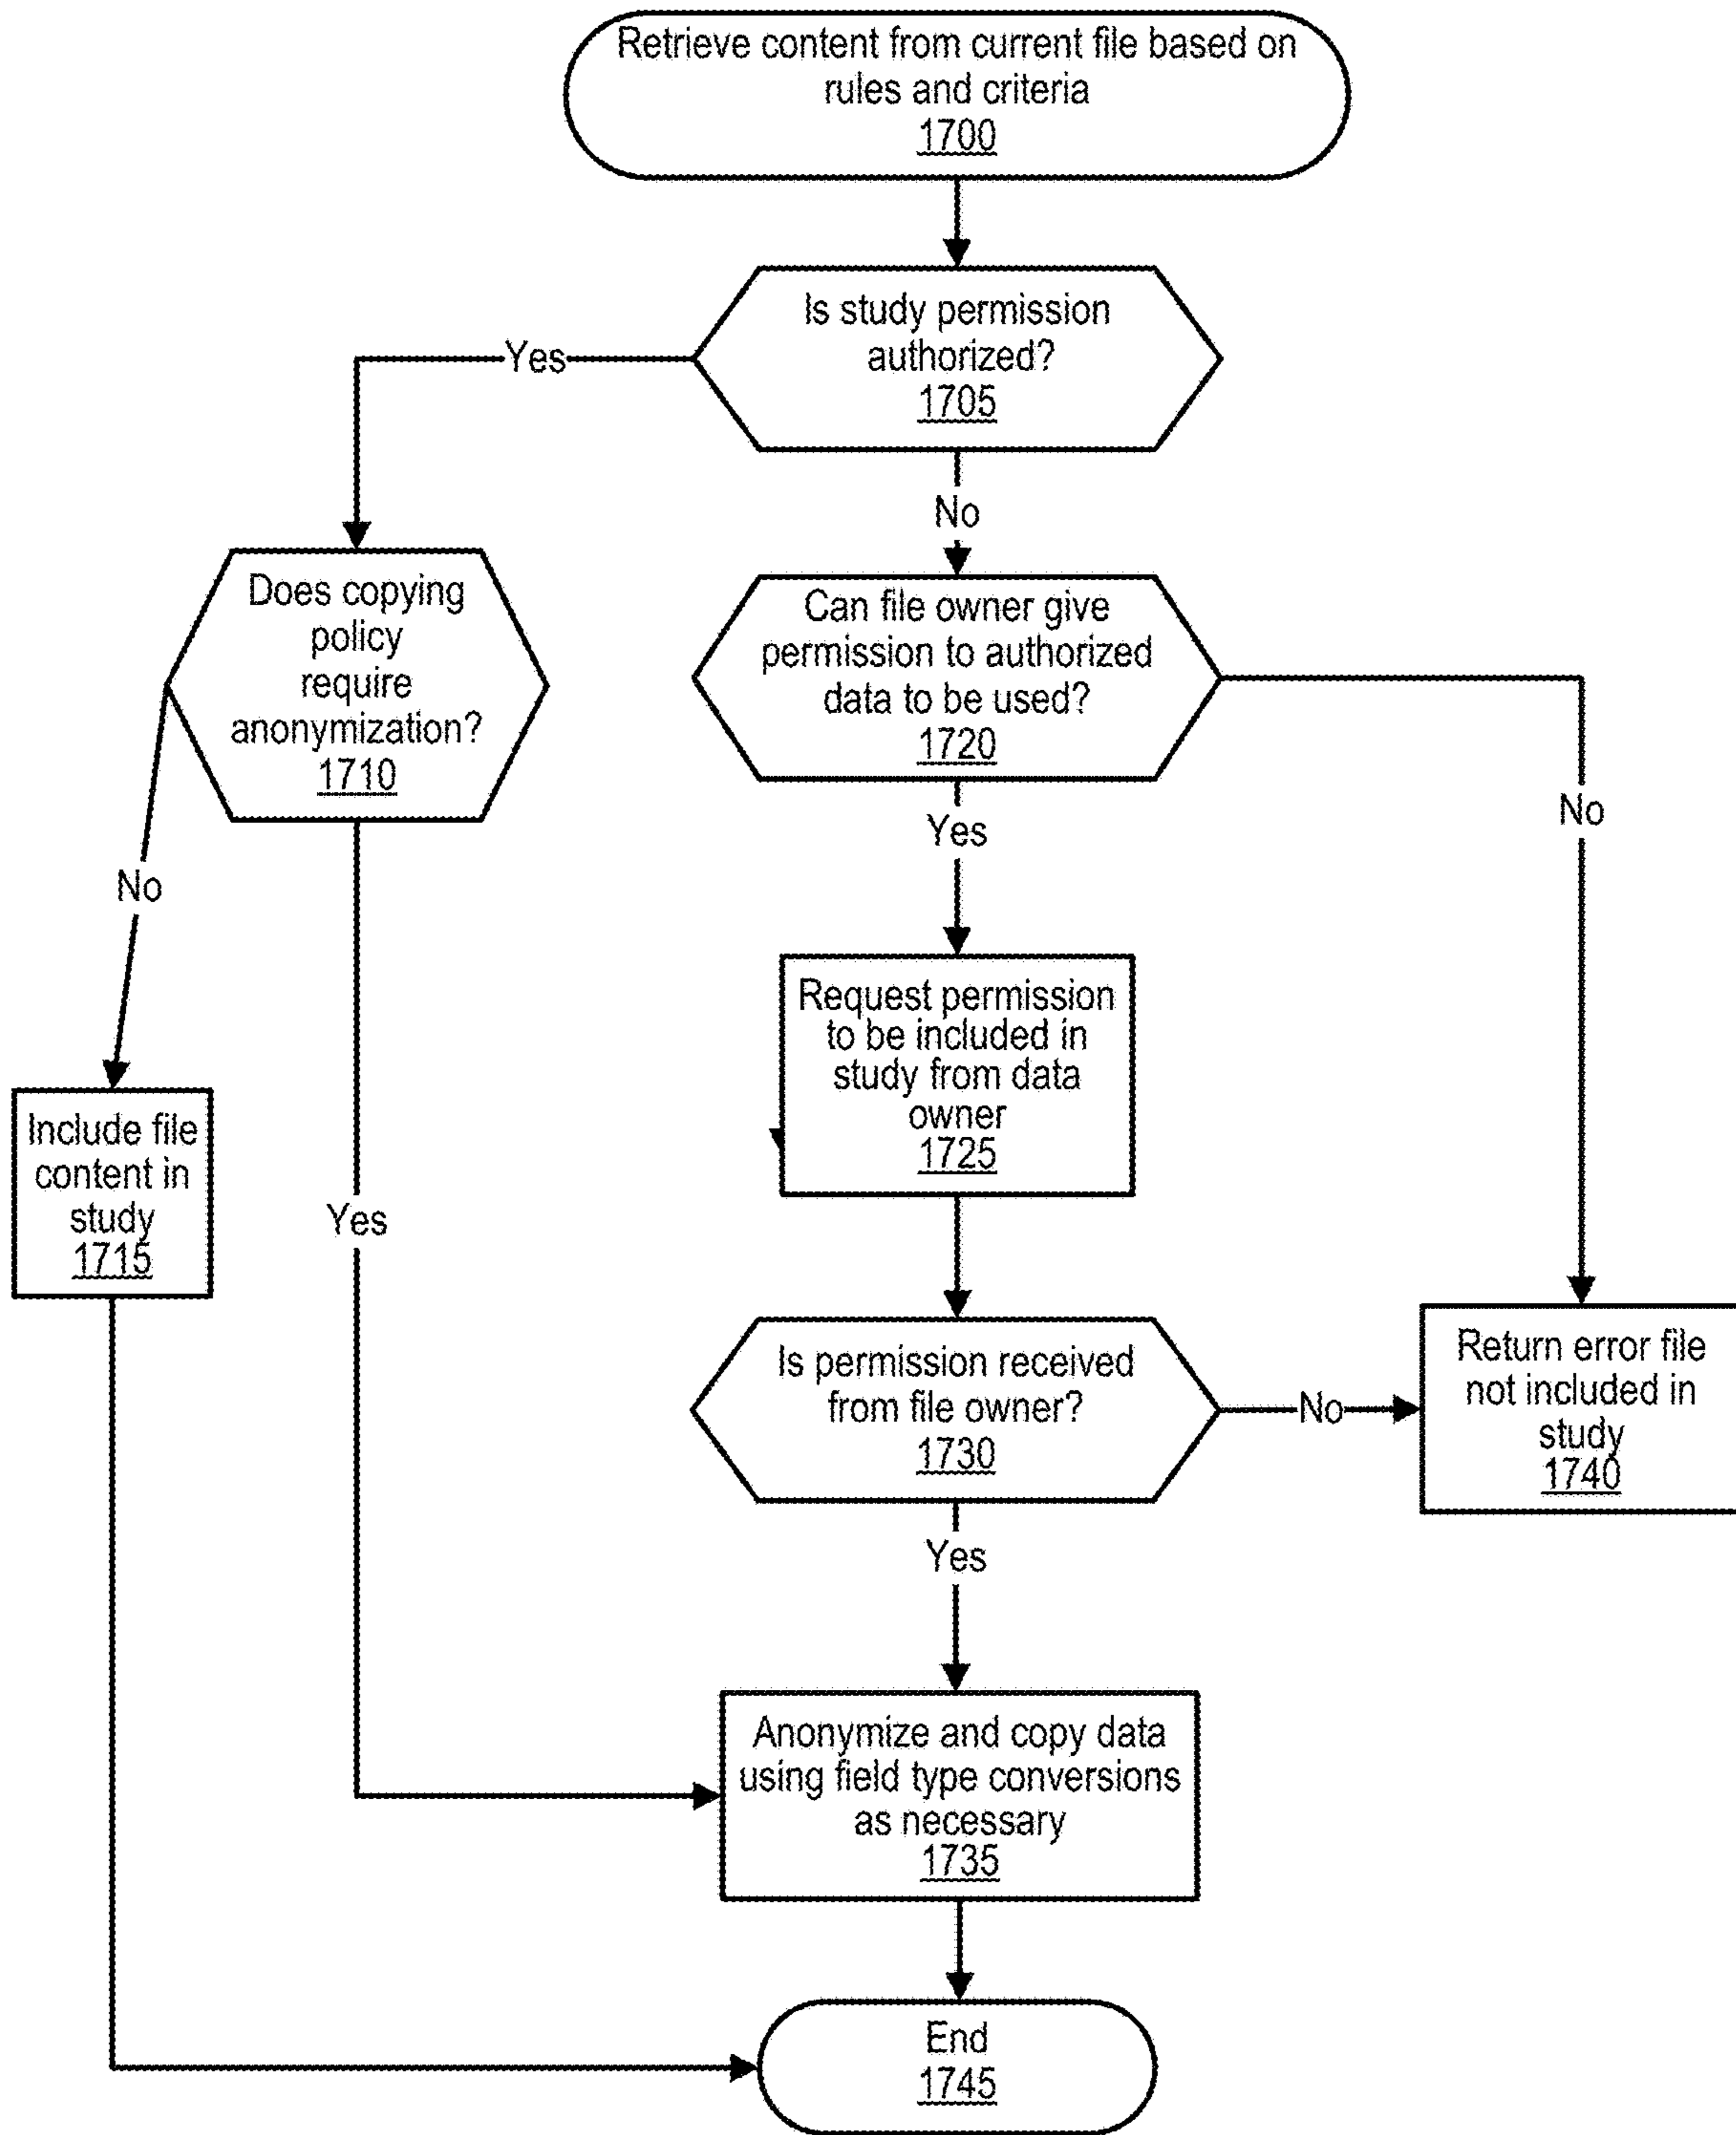 Retrieve content from current file based on
rules and criteria
1700
Is study permission
authorized?
1705
Yes
No
Does copying
policy
require
anonymization?
1710
Can file owner give
permission to authorized
data to be used?
1720
No
Yes
No
Request permission
to be included in
study from data
owner
1725
Include file
content in
study
1715
Yes
Is permission received
from file owner?
1730
No
Return error file
not included in
study
1740
Yes
Anonymize and copy data
using field type conversions
as necessary
1735
End
1745